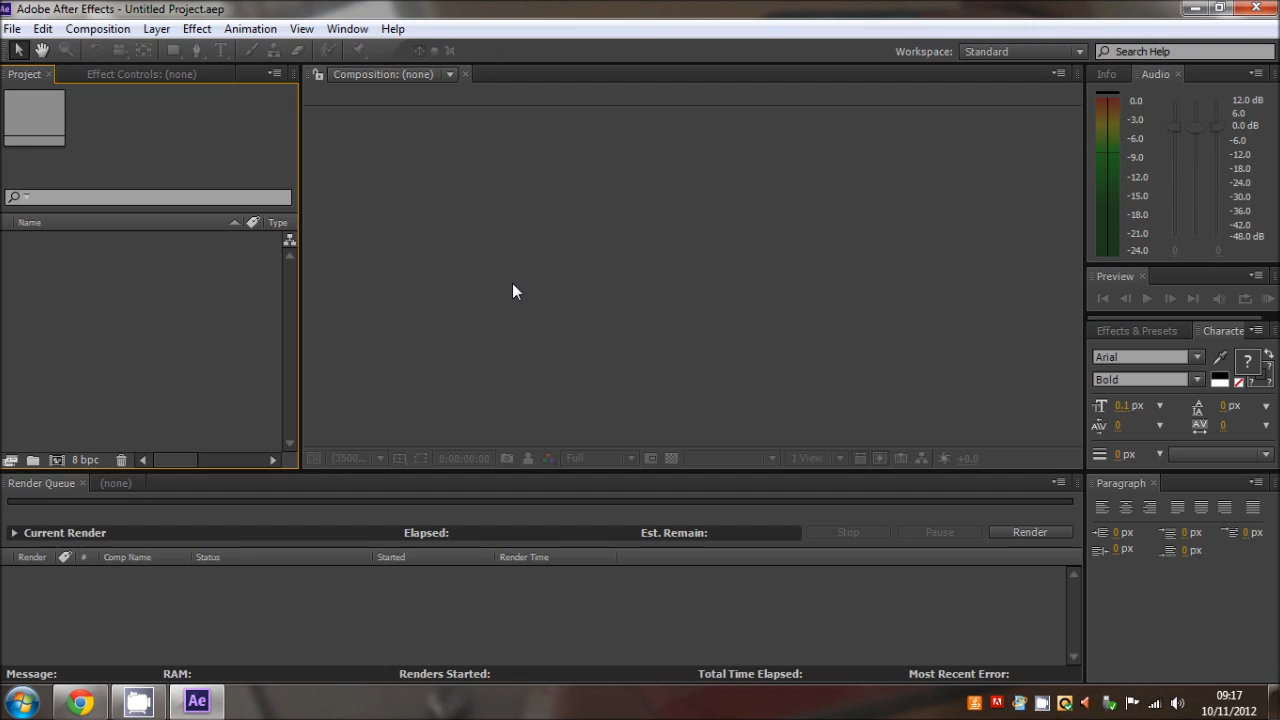 Ae Adobe After Effects - Untitled Project.aep
File Edit Composition Layer Effect Animation View Window Help
T Workspace: Standard Search Help
Project Effect Controls: (none) Composition: (none) Info Audio
0.0 12.0 dB
-3.0 6.0
0.0 dB
-6.0 -6.0
-9.0 -12.0
-12.0 -18.0
-15.0 -24.0
-30.0
-18.0 -36.0
-21.0 -42.0
-24.0 0 0 -48.0 dB
Name Type
Preview
Effects & Presets Characte
Arial ?
Bold ? ?
T 0.1 px A 0 px
AV 0 AV 0
0 px
8 bpc (3500... 0:00:00:00 Full 1 View +0.0
Render Queue (none) Paragraph
Current Render Elapsed: Est. Remain: Stop Pause Render
0 px 0 px 0 px
0 px 0 px
Render # Comp Name Status Started Render Time
Message: RAM: Renders Started: Total Time Elapsed: Most Recent Error:
Ae 09:17
10/11/2012